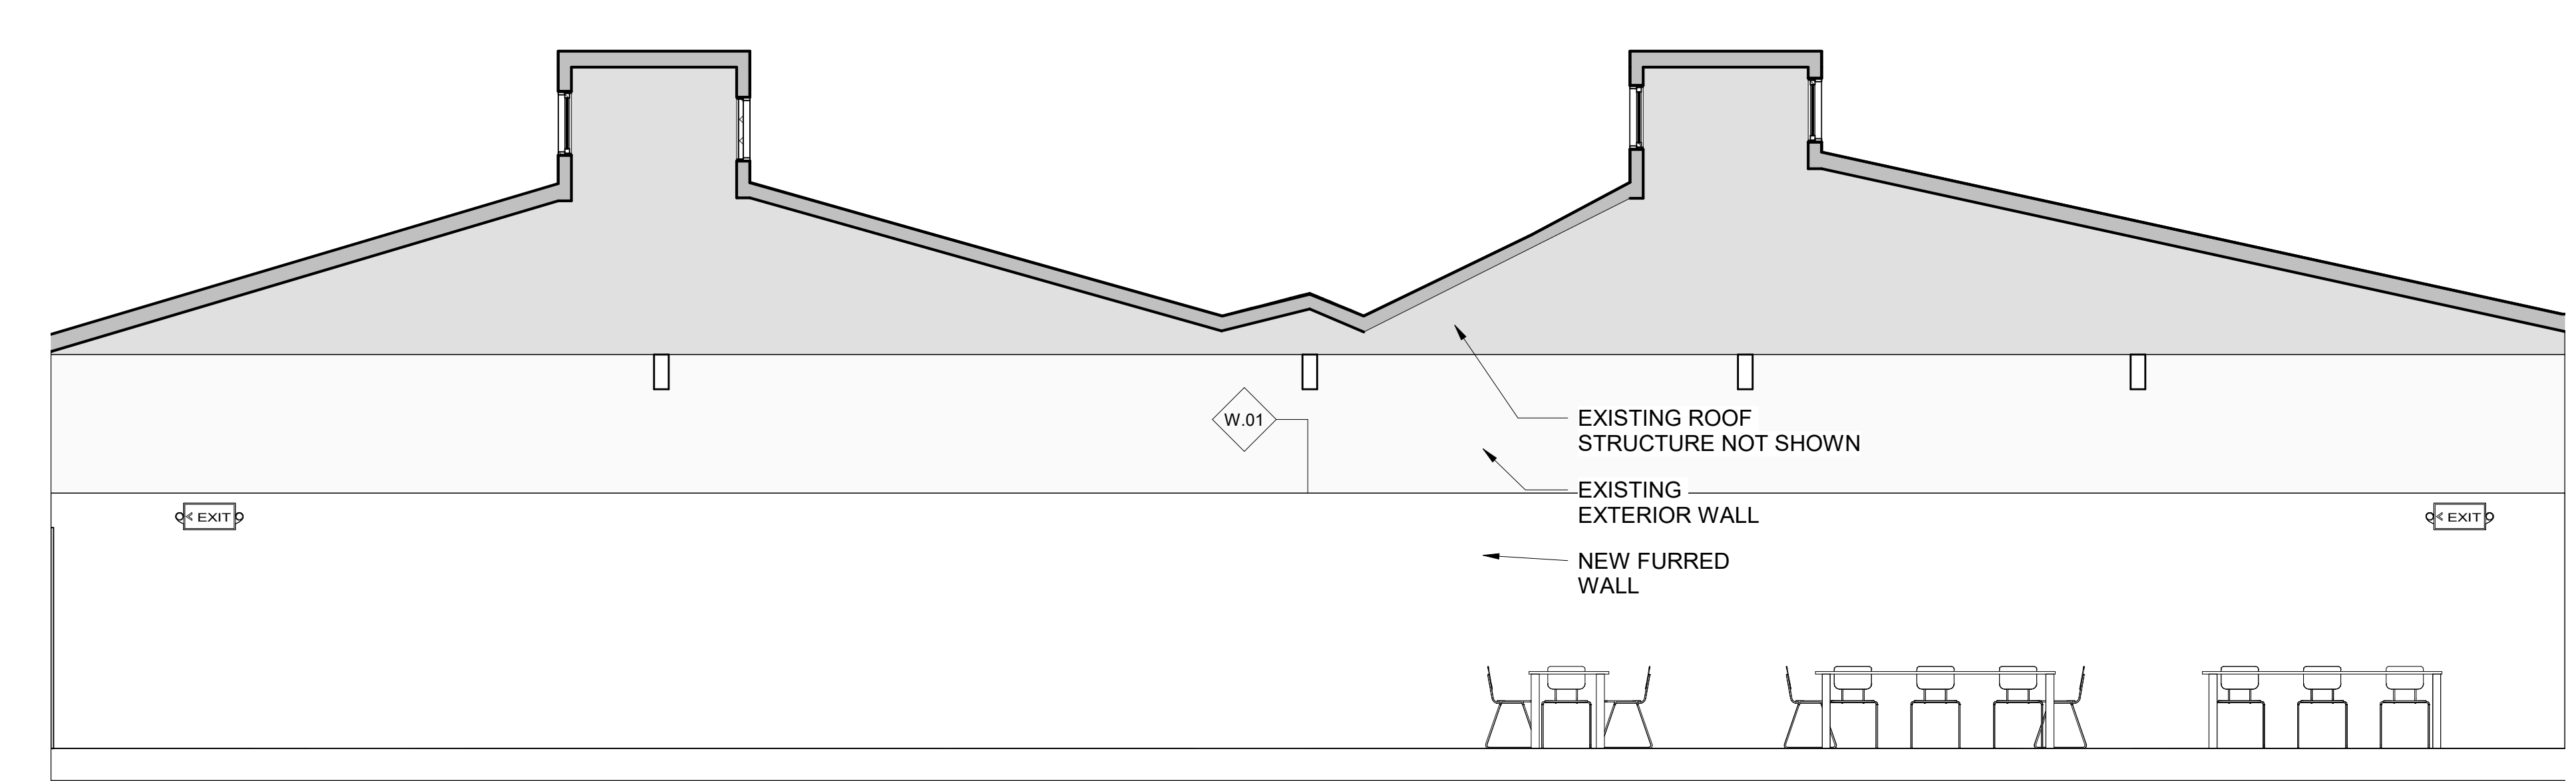 W.01
EXISTING ROOF
STRUCTURE NOT SHOWN
EXISTING
EXTERIOR WALL
< EXIT
< EXIT
NEW FURRED
WALL